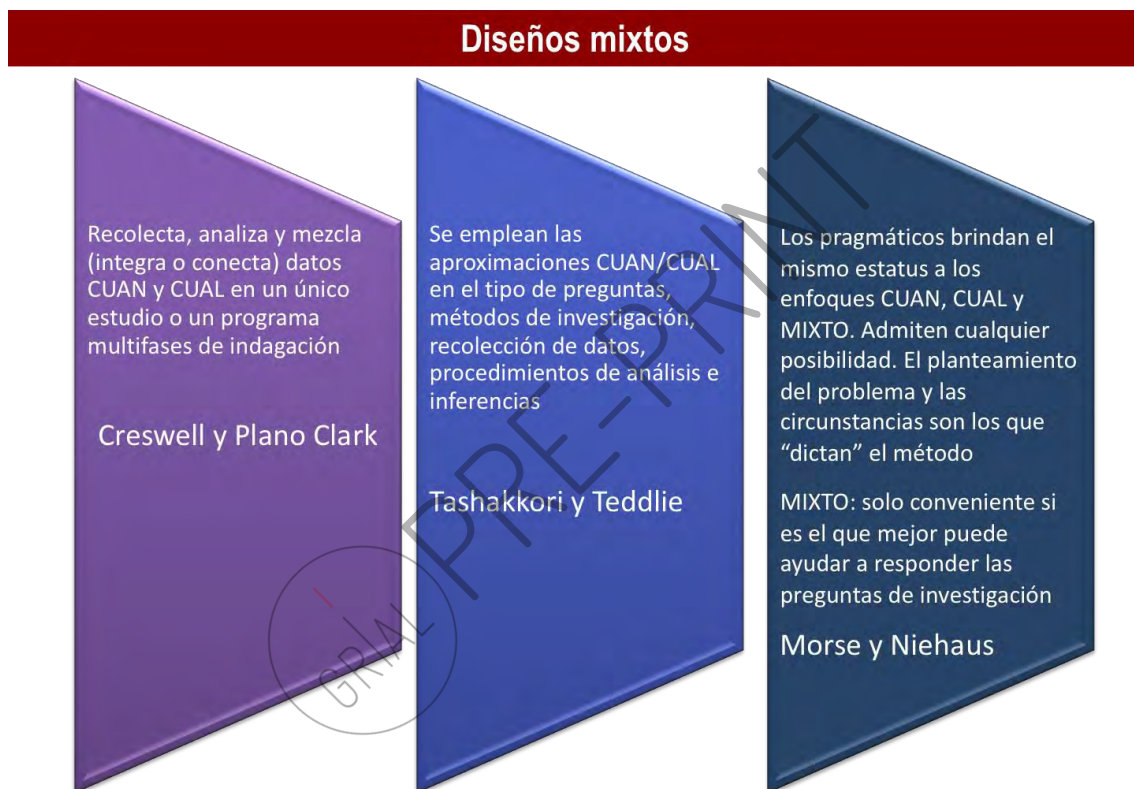 Diseños mixtos
Recolecta, analiza y mezcla
(integra o conecta) datos
CUAN y CUAL en un único
estudio o un programa
multifases de indagación
Creswell y Plano Clark
Se emplean las
aproximaciones CUAN/CUAL
en el tipo de preguntas,
métodos de investigación,
recolección de datos,
procedimientos de análisis e
inferencias
Tashakkori y Teddlie
Los pragmáticos brindan el
mismo estatus a los
enfoques CUAN, CUAL y
MIXTO. Admiten cualquier
posibilidad. El planteamiento
del problema y las
circunstancias son los que
“dictan” el método
MIXTO: solo conveniente si
es el que mejor puede
ayudar a responder las
preguntas de investigación
Morse y Niehaus
PRE-PRINT
GRIAL